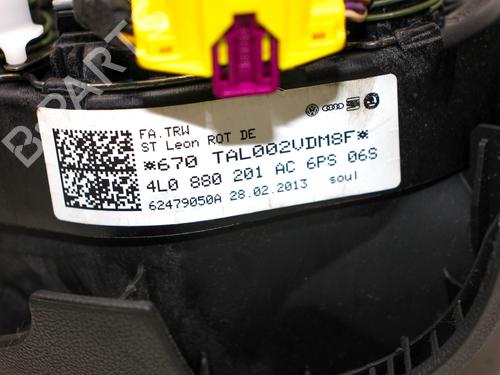 FA.TRW
ST Leon ROT DE
*670 TAL002VDM8F*
4L0 880 201 AC 6PS 06S
62479050A 28.02.2013 soul
B-PARTS